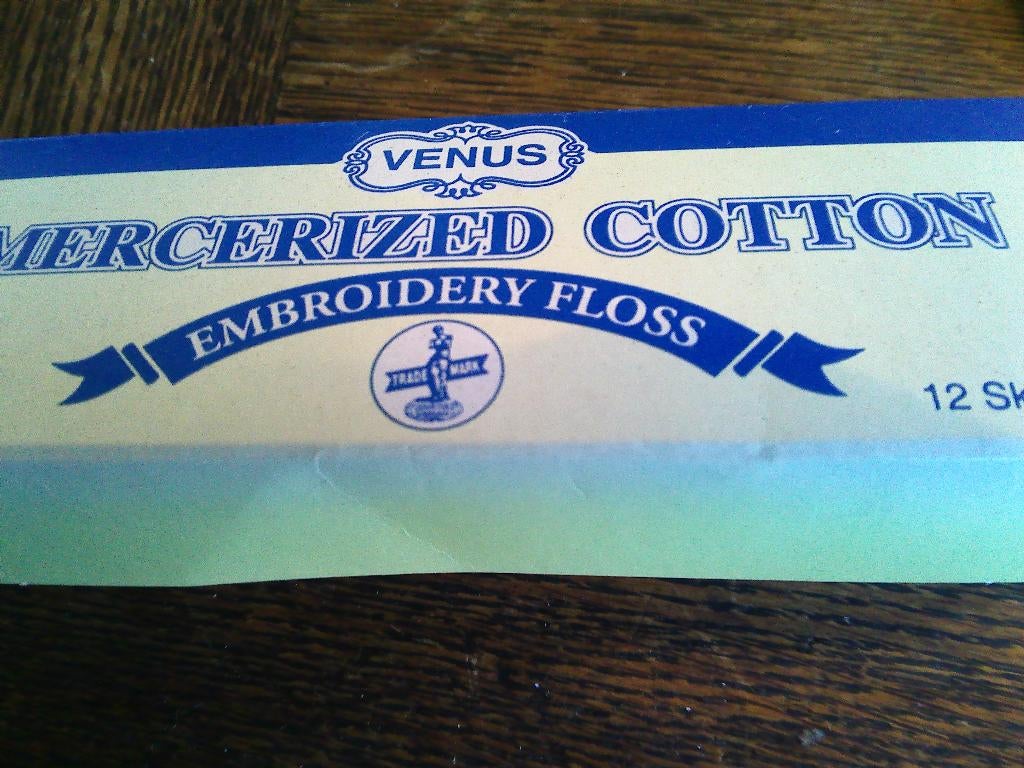 VENUS
MERCERIZED COTTON
EMBROIDERY FLOSS
TRADE MARK
12 SK